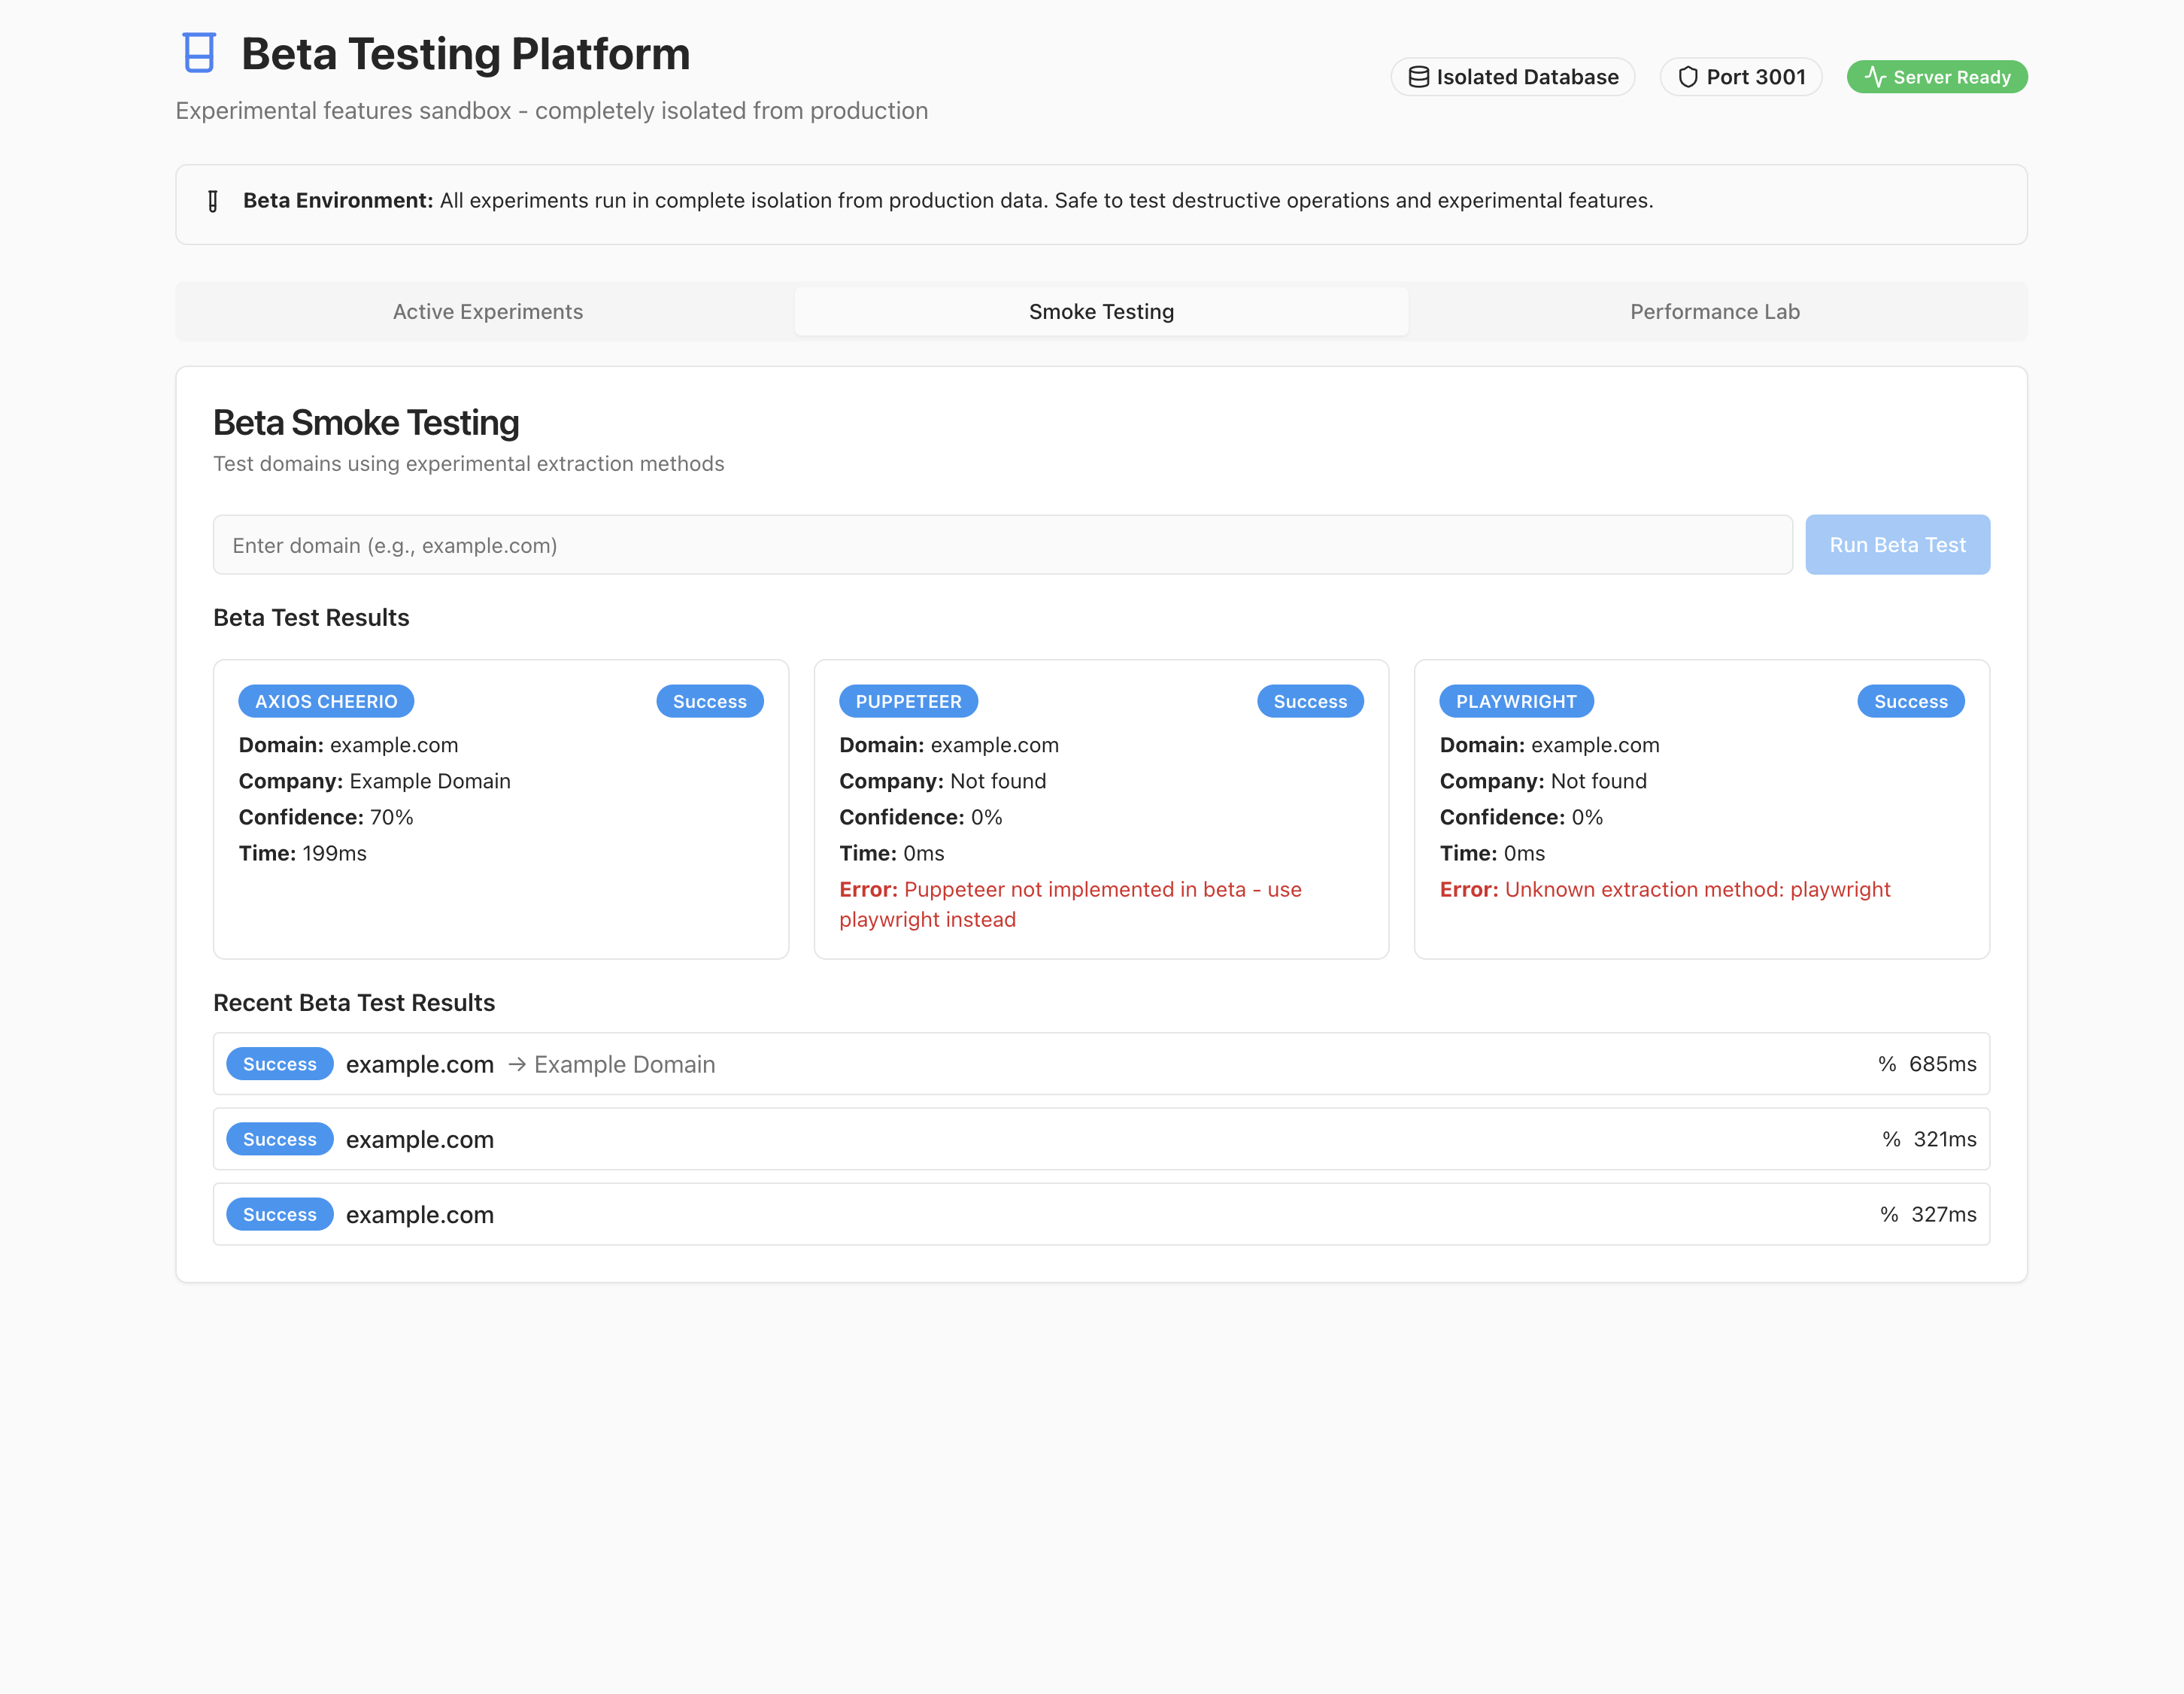 Beta Testing Platform
Experimental features sandbox - completely isolated from production
Isolated Database
Port 3001
Server Ready
Beta Environment: All experiments run in complete isolation from production data. Safe to test destructive operations and experimental features.
Active Experiments
Smoke Testing
Performance Lab
Beta Smoke Testing
Test domains using experimental extraction methods
Enter domain (e.g., example.com)
Run Beta Test
Beta Test Results
AXIOS CHEERIO
Success
Domain: example.com
Company: Example Domain
Confidence: 70%
Time: 199ms
PUPPETEER
Success
Domain: example.com
Company: Not found
Confidence: 0%
Time: 0ms
Error: Puppeteer not implemented in beta - use
playwright instead
PLAYWRIGHT
Success
Domain: example.com
Company: Not found
Confidence: 0%
Time: 0ms
Error: Unknown extraction method: playwright
Recent Beta Test Results
Success example.com → Example Domain % 685ms
Success example.com % 321ms
Success example.com % 327ms